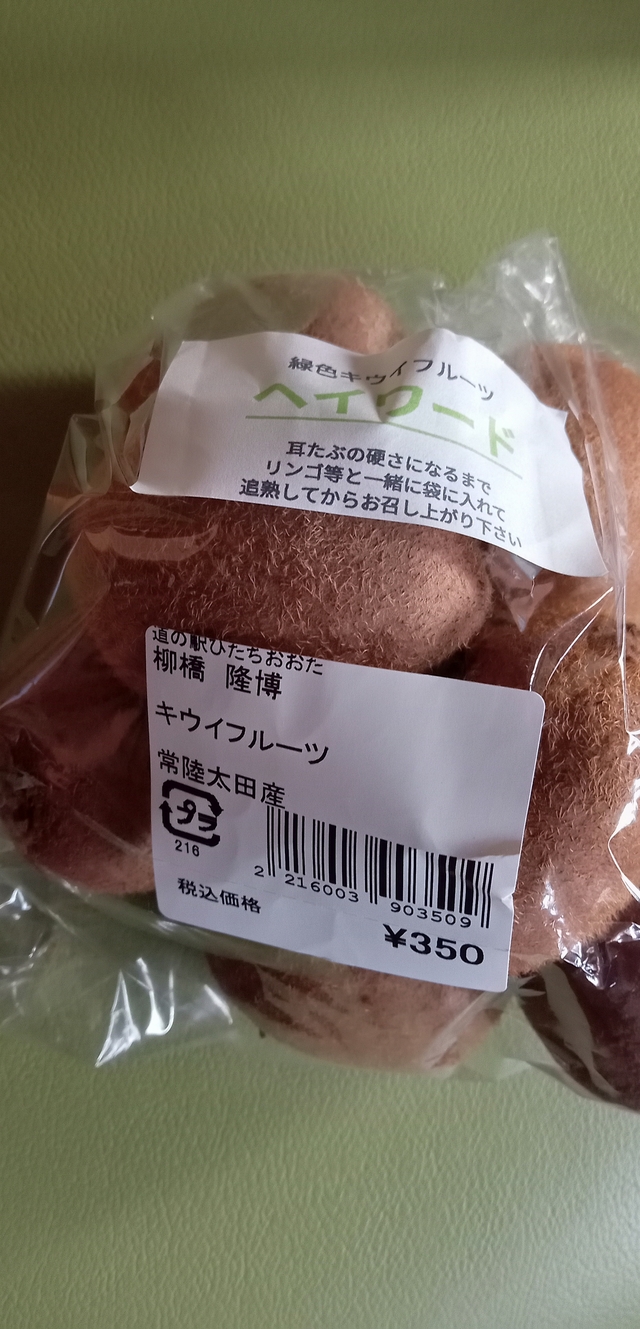 緑色キウイフルーツ
ヘイワード
耳たぶの硬さになるまで
リンゴ等と一緒に袋に入れて
追熟してからお召し上がり下さい
道の駅ひたちおおた
柳橋 隆博
キウイフルーツ
常陸太田産
プラ
216
2 216003 903509
税込価格
¥350